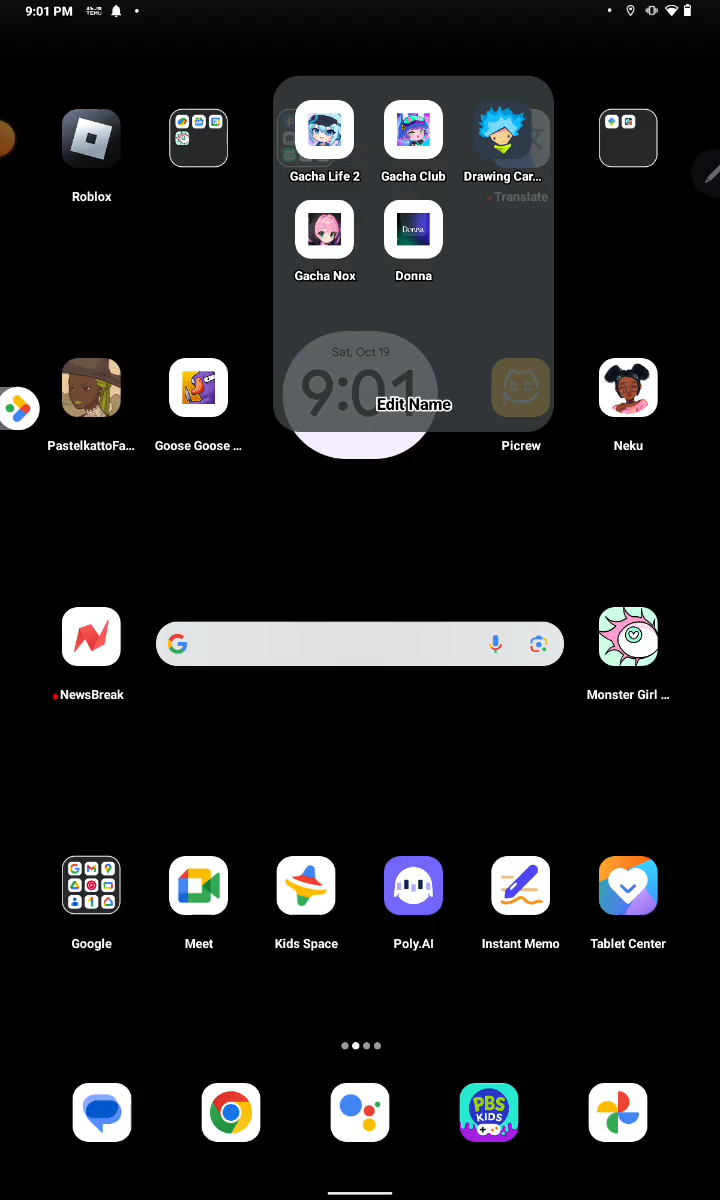 9:01 PM
TEMU
Gacha Life 2
Gacha Club
Drawing Car...
Roblox
Translate
Gacha Nox
Donna
Donna
Sat, Oct 19
9:01
Edit Name
PastelkattoFa...
Goose Goose ...
Picrew
Neku
NewsBreak
Monster Girl ...
Google
Meet
Kids Space
Poly.AI
Instant Memo
Tablet Center
PBS
KIDS